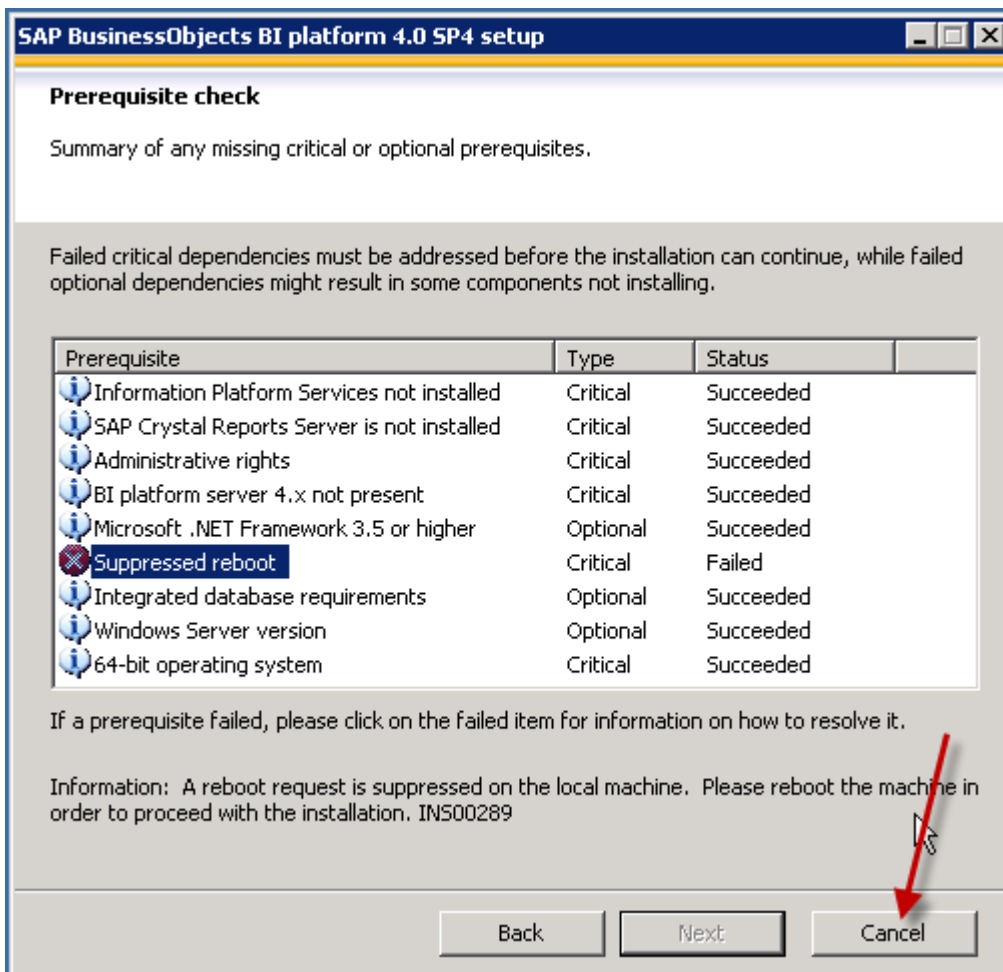 SAP BusinessObjects BI platform 4.0 SP4 setup
Prerequisite check
Summary of any missing critical or optional prerequisites.
Failed critical dependencies must be addressed before the installation can continue, while failed
optional dependencies might result in some components not installing.
Prerequisite Type Status
Information Platform Services not installed Critical Succeeded
SAP Crystal Reports Server is not installed Critical Succeeded
Administrative rights Critical Succeeded
BI platform server 4.x not present Critical Succeeded
Microsoft .NET Framework 3.5 or higher Optional Succeeded
Suppressed reboot Critical Failed
Integrated database requirements Optional Succeeded
Windows Server version Optional Succeeded
64-bit operating system Critical Succeeded
If a prerequisite failed, please click on the failed item for information on how to resolve it.
Information: A reboot request is suppressed on the local machine. Please reboot the machine in
order to proceed with the installation. INS00289
Back Next Cancel